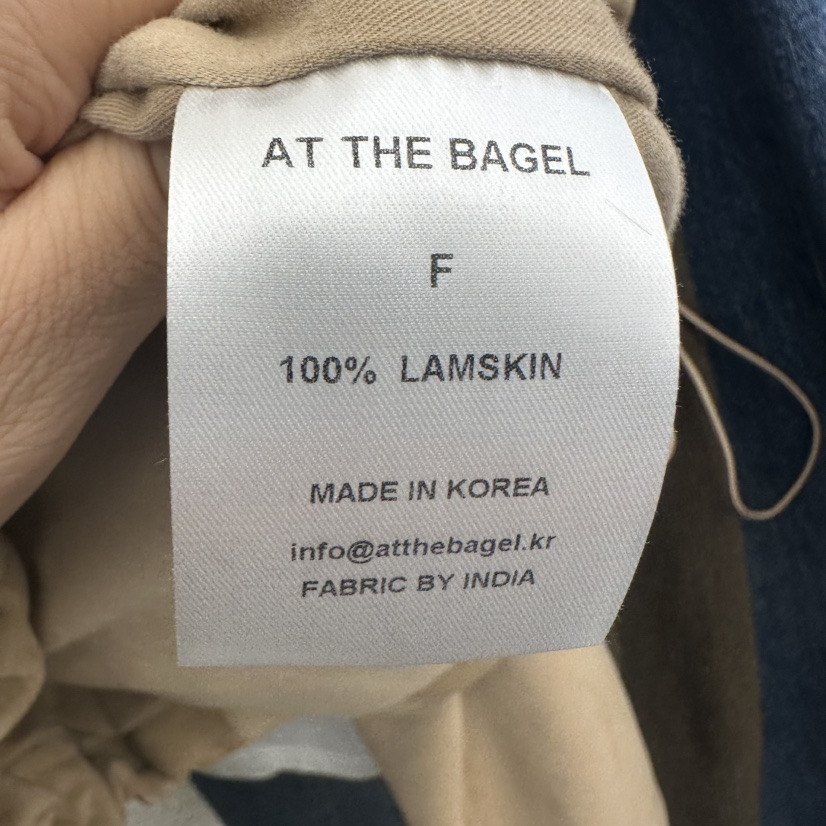 AT THE BAGEL
F
100% LAMSKIN
MADE IN KOREA
info@atthebagel.kr
FABRIC BY INDIA